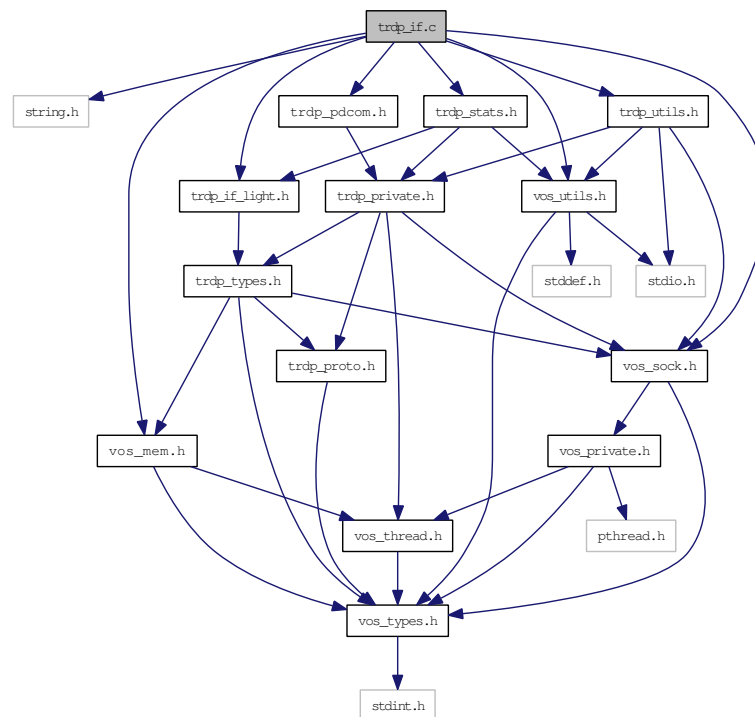 trdp_if.c
string.h
trdp_pdcom.h
trdp_stats.h
trdp_utils.h
trdp_if_light.h
trdp_private.h
vos_utils.h
trdp_types.h
stddef.h
stdio.h
trdp_proto.h
vos_sock.h
vos_mem.h
vos_private.h
vos_thread.h
pthread.h
vos_types.h
stdint.h